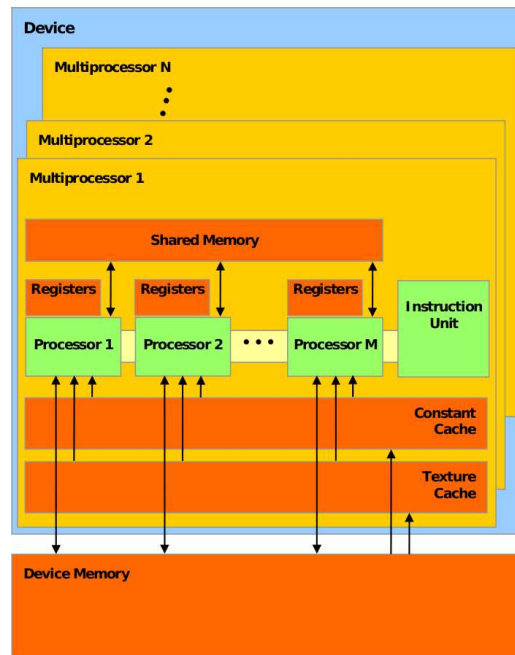 Device
Multiprocessor N
Multiprocessor 2
Multiprocessor 1
Shared Memory
Registers
Registers
Registers
Instruction
Unit
Processor 1
Processor 2
Processor M
Constant
Cache
Texture
Cache
Device Memory